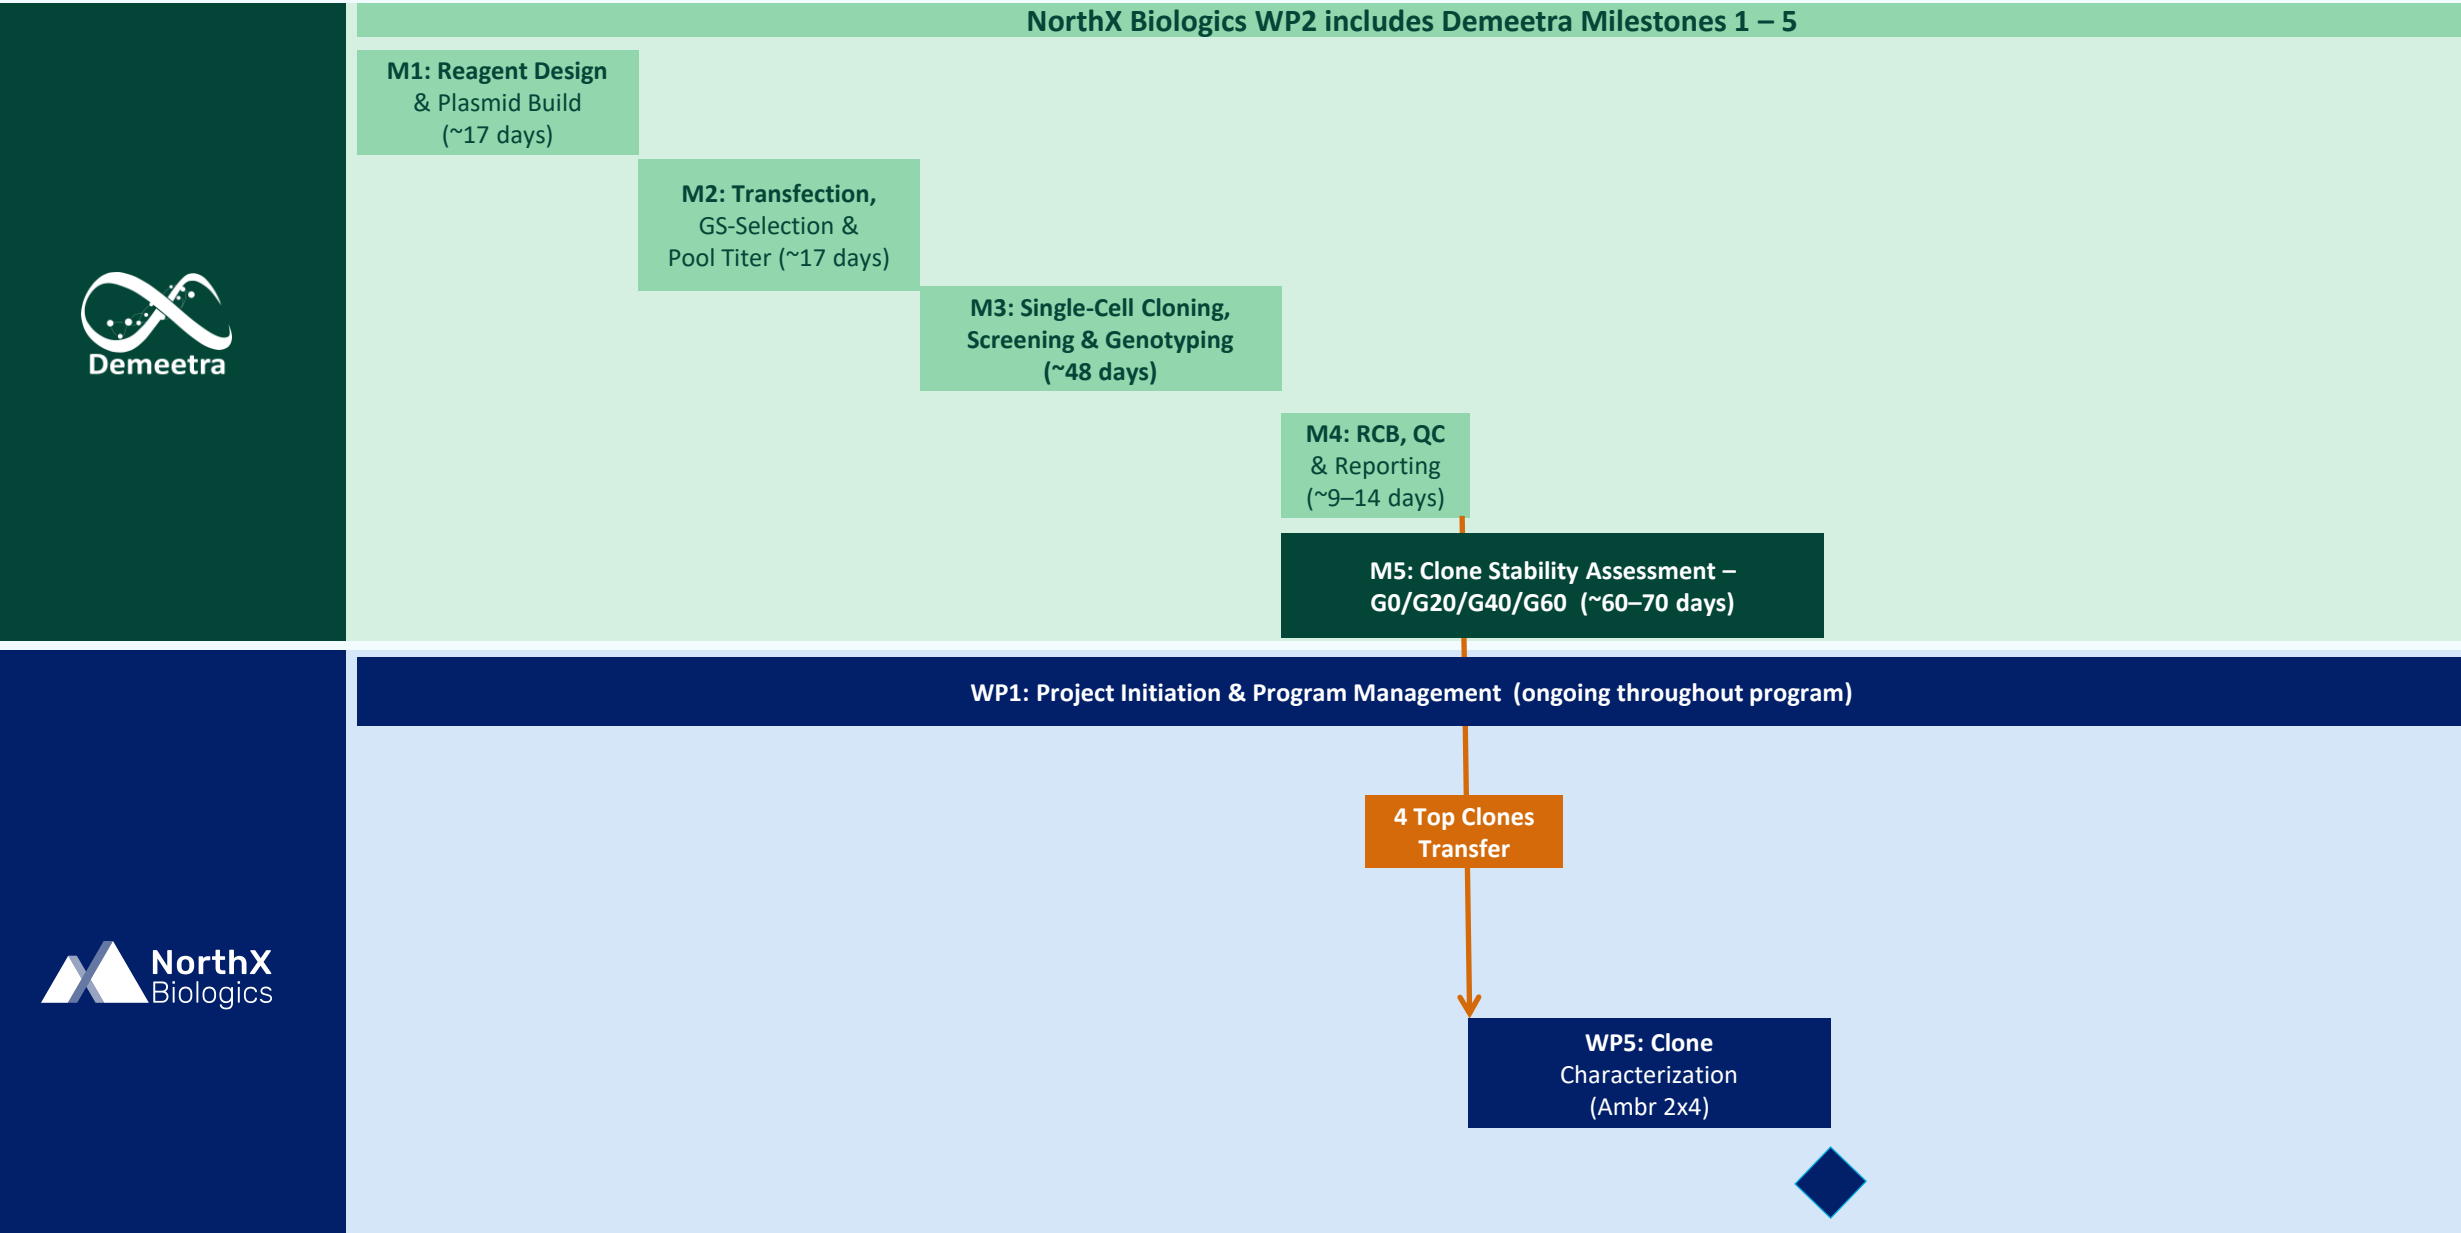 NorthX Biologics WP2 includes Demeetra Milestones 1 – 5
M1: Reagent Design
& Plasmid Build
(~17 days)
M2: Transfection,
GS-Selection &
Pool Titer (~17 days)
M3: Single-Cell Cloning,
Screening & Genotyping
(~48 days)
Demeetra
M4: RCB, QC
& Reporting
(~9–14 days)
M5: Clone Stability Assessment –
G0/G20/G40/G60 (~60–70 days)
WP1: Project Initiation & Program Management (ongoing throughout program)
4 Top Clones
Transfer
NorthX
Biologics
WP5: Clone
Characterization
(Ambr 2x4)